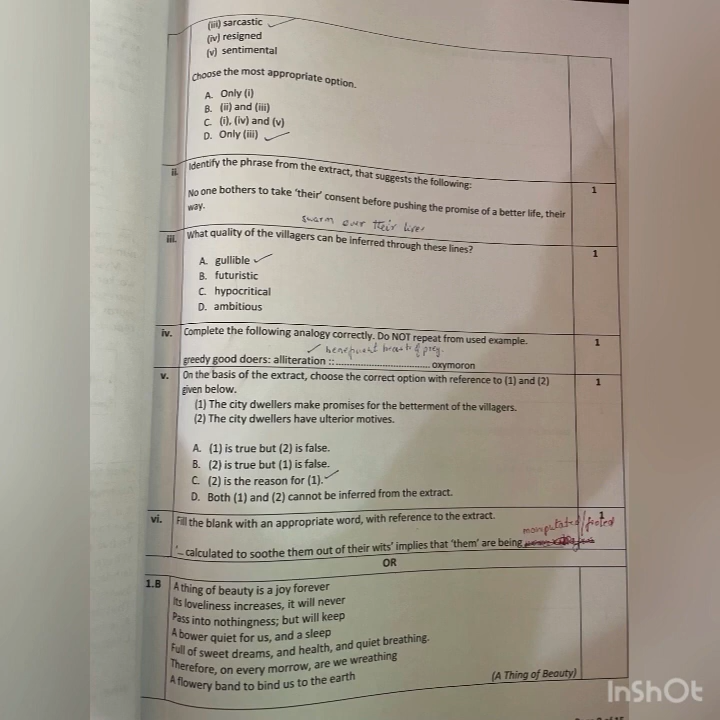 (iii) sarcastic
(iv) resigned
(v) sentimental
Choose the most appropriate option.
A. Only (i)
B. (ii) and (iii)
C. (i), (iv) and (v)
D. Only (iii)
ii. Identify the phrase from the extract, that suggests the following: 1
No one bothers to take 'their' consent before pushing the promise of a better life, their
way.
swarm over their lives
iii. What quality of the villagers can be inferred through these lines? 1
A. gullible
B. futuristic
C. hypocritical
D. ambitious
iv. Complete the following analogy correctly. Do NOT repeat from used example. 1
beneficent beasts of prey.
greedy good doers: alliteration :: .............................. oxymoron
v. On the basis of the extract, choose the correct option with reference to (1) and (2) 1
given below.
(1) The city dwellers make promises for the betterment of the villagers.
(2) The city dwellers have ulterior motives.
A. (1) is true but (2) is false.
B. (2) is true but (1) is false.
C. (2) is the reason for (1).
D. Both (1) and (2) cannot be inferred from the extract.
vi. Fill the blank with an appropriate word, with reference to the extract. 1
/fooled
'– calculated to soothe them out of their wits' implies that 'them' are being
OR
1.B A thing of beauty is a joy forever
Its loveliness increases, it will never
Pass into nothingness; but will keep
A bower quiet for us, and a sleep
Full of sweet dreams, and health, and quiet breathing.
Therefore, on every morrow, are we wreathing
A flowery band to bind us to the earth
(A Thing of Beauty)
InShOt